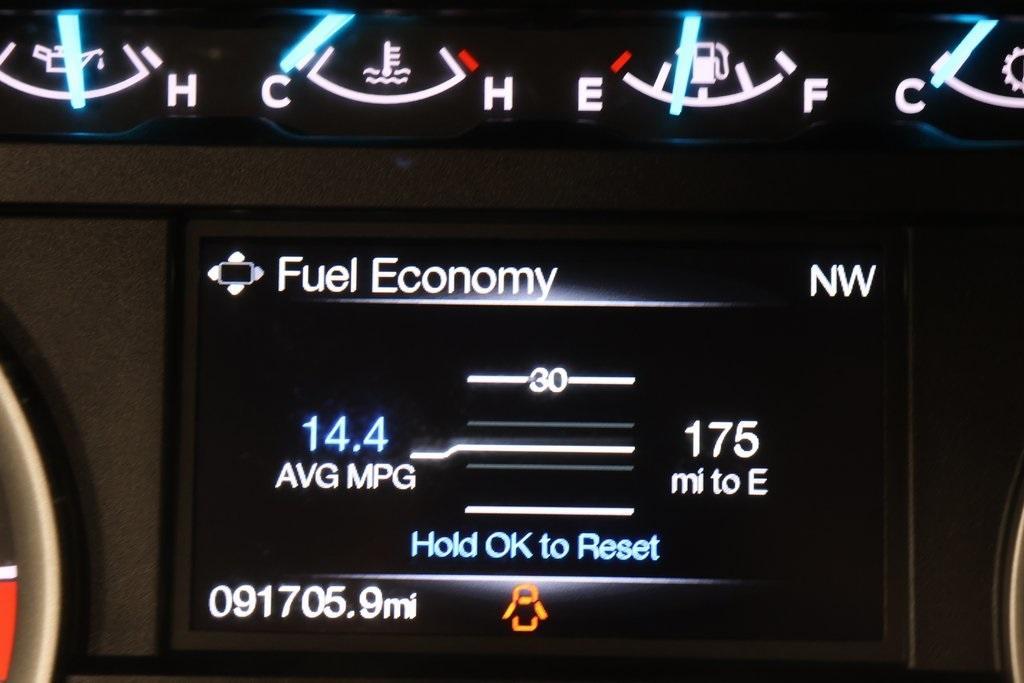 H C H E F C
Fuel Economy NW
30
14.4 175
AVG MPG mi to E
Hold OK to Reset
091705.9mi